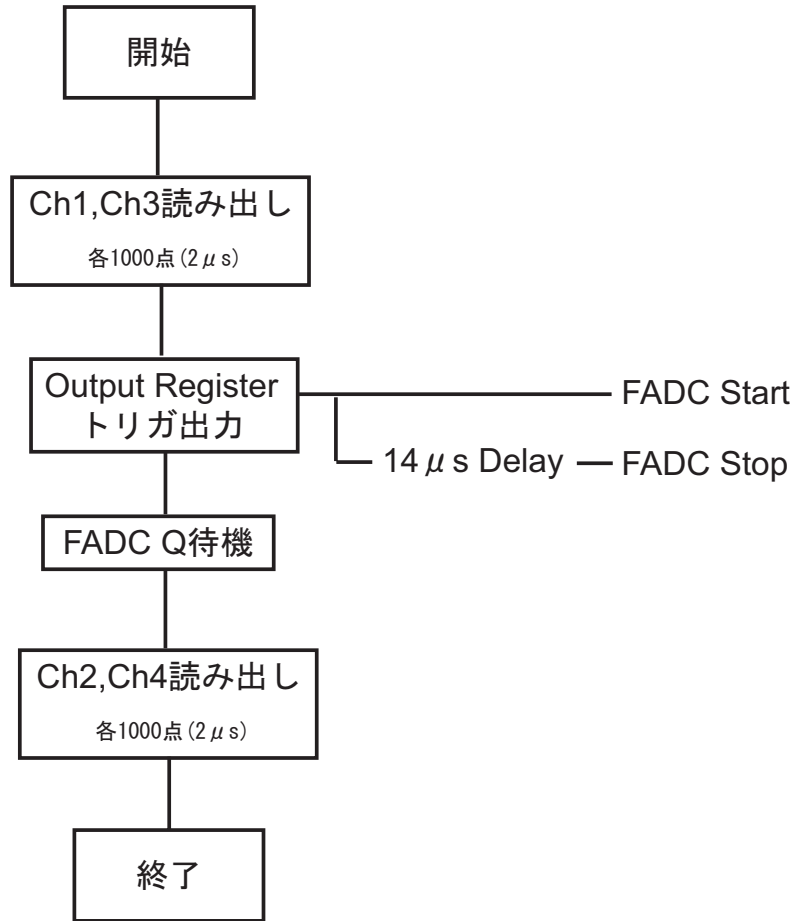 開始
Ch1,Ch3読み出し
各1000点(2μs)
Output Register
トリガ出力
FADC Start
14μs Delay
FADC Stop
FADC Q待機
Ch2,Ch4読み出し
各1000点(2μs)
終了